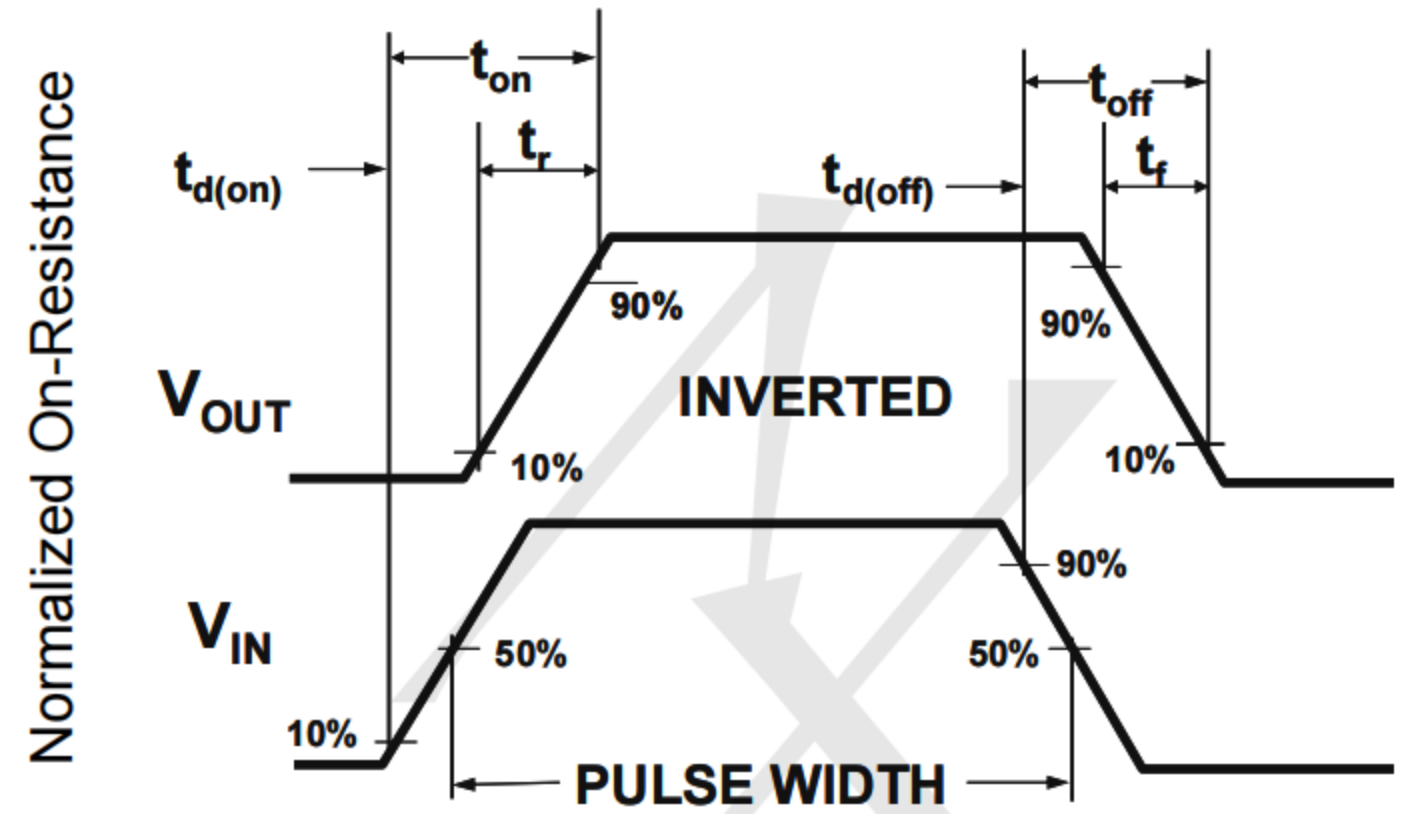 Normalized On-Resistance
ton
toff
tr
tf
td(on)
td(off)
90%
90%
VOUT
INVERTED
10%
10%
90%
VIN
50%
50%
10%
PULSE WIDTH